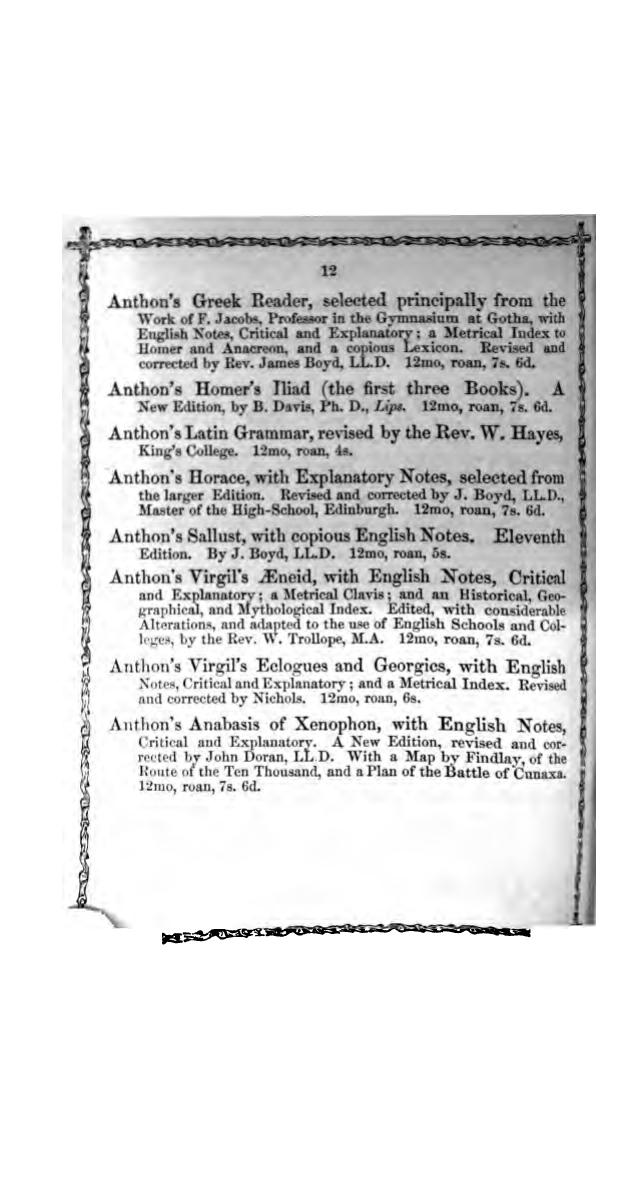 12
Anthon's Greek Reader, selected principally from the
Work of F. Jacobs, Professor in the Gymnasium at Gotha, with
English Notes, Critical and Explanatory; a Metrical Index to
Homer and Anacreon, and a copious Lexicon. Revised and
corrected by Rev. James Boyd, LL.D. 12mo, roan, 7s. 6d.
Anthon's Homer's Iliad (the first three Books). A
New Edition, by B. Davis, Ph. D., Lips. 12mo, roan, 7s. 6d.
Anthon's Latin Grammar, revised by the Rev. W. Hayes,
King's College. 12mo, roan, 4s.
Anthon's Horace, with Explanatory Notes, selected from
the larger Edition. Revised and corrected by J. Boyd, LL.D.,
Master of the High-School, Edinburgh. 12mo, roan, 7s. 6d.
Anthon's Sallust, with copious English Notes. Eleventh
Edition. By J. Boyd, LL.D. 12mo, roan, 5s.
Anthon's Virgil's Æneid, with English Notes, Critical
and Explanatory; a Metrical Clavis; and an Historical, Geo-
graphical, and Mythological Index. Edited, with considerable
Alterations, and adapted to the use of English Schools and Col-
leges, by the Rev. W. Trollope, M.A. 12mo, roan, 7s. 6d.
Anthon's Virgil's Eclogues and Georgics, with English
Notes, Critical and Explanatory; and a Metrical Index. Revised
and corrected by Nichols. 12mo, roan, 6s.
Anthon's Anabasis of Xenophon, with English Notes,
Critical and Explanatory. A New Edition, revised and cor-
rected by John Doran, LL.D. With a Map by Findlay, of the
Route of the Ten Thousand, and a Plan of the Battle of Cunaxa.
12mo, roan, 7s. 6d.